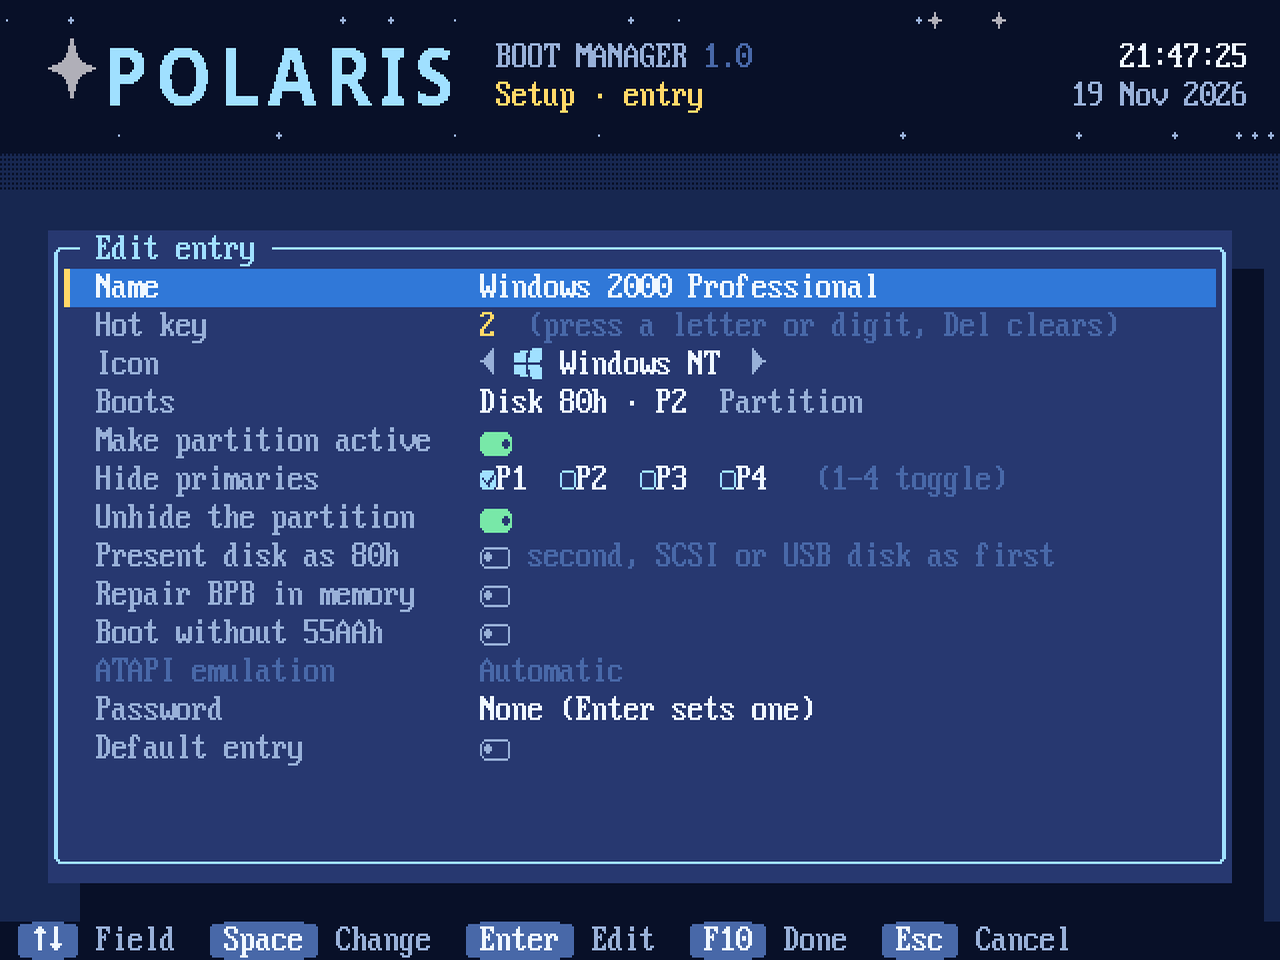 POLARIS
BOOT MANAGER 1.0
Setup · entry
21:47:25
19 Nov 2026
Edit entry
Name Windows 2000 Professional
Hot key 2 (press a letter or digit, Del clears)
Icon Windows NT
Boots Disk 80h · P2 Partition
Make partition active
Hide primaries P1 P2 P3 P4 (1-4 toggle)
Unhide the partition
Present disk as 80h second, SCSI or USB disk as first
Repair BPB in memory
Boot without 55AAh
ATAPI emulation Automatic
Password None (Enter sets one)
Default entry
↑↓ Field Space Change Enter Edit F10 Done Esc Cancel